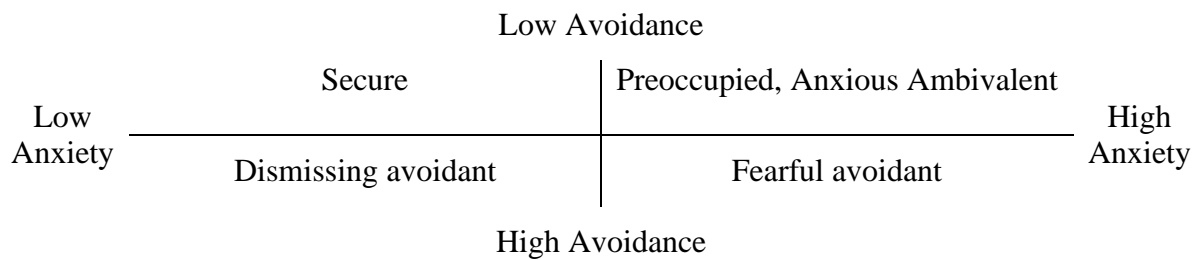 Low Avoidance
Secure
Preoccupied, Anxious Ambivalent
Low
Anxiety
High
Anxiety
Dismissing avoidant
Fearful avoidant
High Avoidance